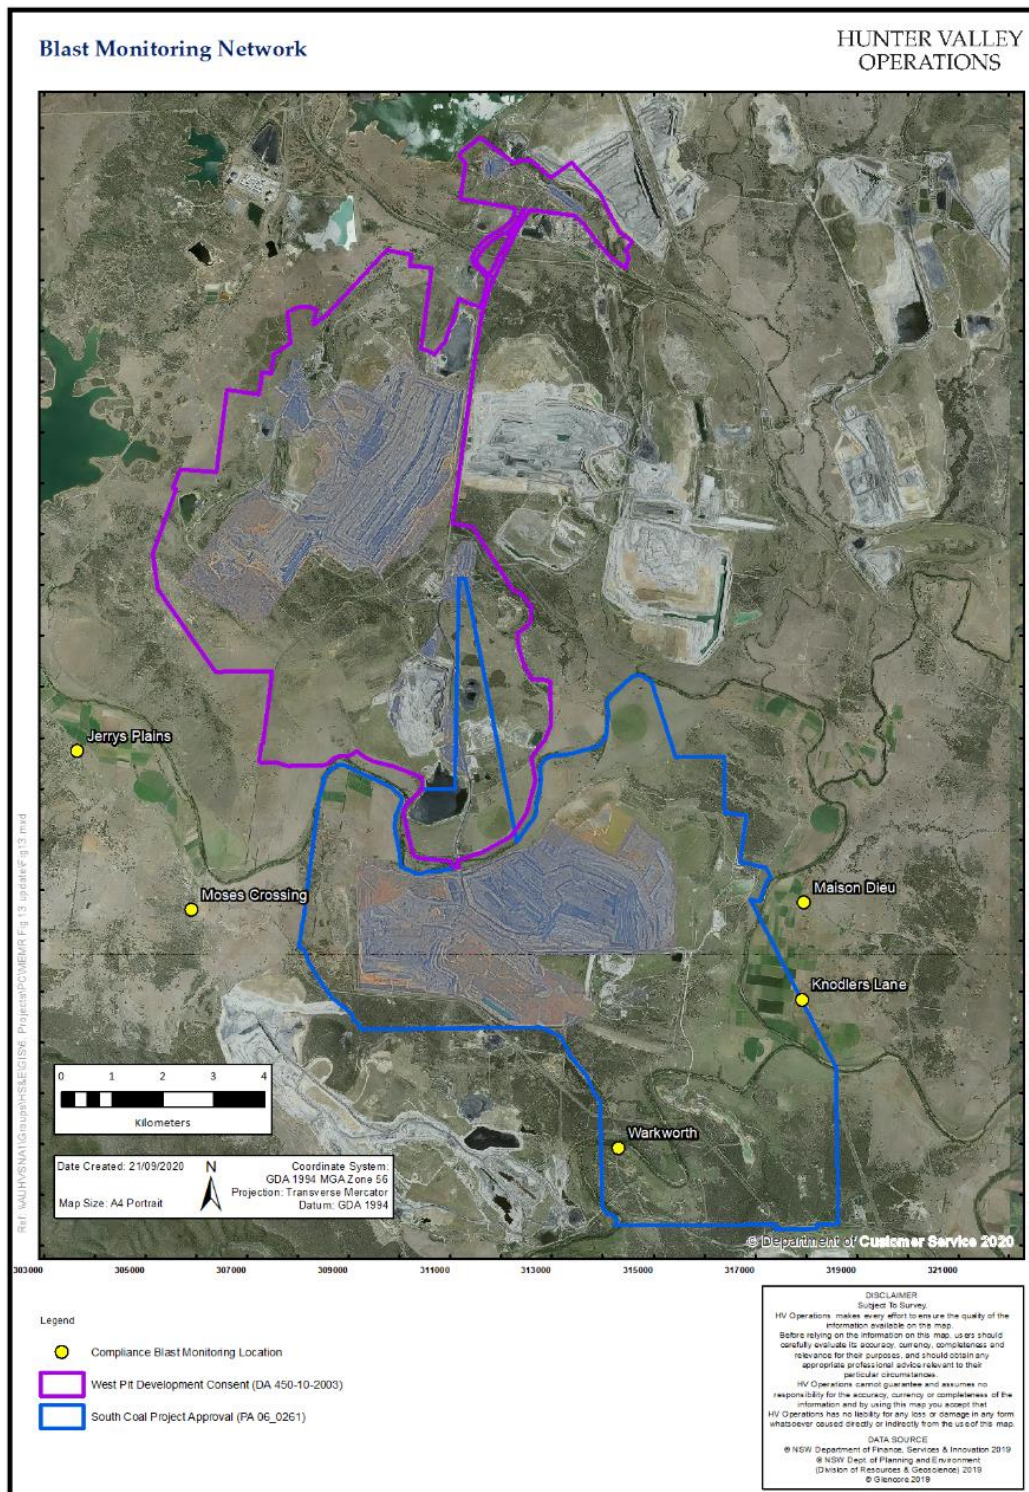 Blast Monitoring Network
HUNTER VALLEY
OPERATIONS
Jerrys Plains
Moses Crossing
Maison Dieu
Knodlers Lane
Warkworth
0 1 2 3 4
Kilometers
Date Created: 21/09/2020
Map Size: A4 Portrait
N
Coordinate System:
GDA 1994 MGA Zone 56
Projection: Transverse Mercator
Datum: GDA 1994
© Department of Customer Service 2020
303000 305000 307000 309000 311000 313000 315000 317000 319000 321000
Legend
Compliance Blast Monitoring Location
West Pit Development Consent (DA 450-10-2003)
South Coal Project Approval (PA 06_0261)
DISCLAIMER
Subject To Survey.
HV Operations makes every effort to ensure the quality of the
information available on this map.
Before relying on the information on this map, users should
carefully evaluate its accuracy, currency, completeness and
relevance for their purposes, and should obtain any
appropriate professional advice relevant to their
particular circumstances.
HV Operations cannot guarantee and assumes no
responsibility for the accuracy, currency or completeness of the
information and by using this map you accept that
HV Operations has no liability for any loss or damage in any form
whatsoever caused directly or indirectly from the use of this map.
DATA SOURCE
© NSW Department of Finance, Services & Innovation 2019
© NSW Dept. of Planning and Environment
(Division of Resources & Geoscience) 2019
© Glencore 2019